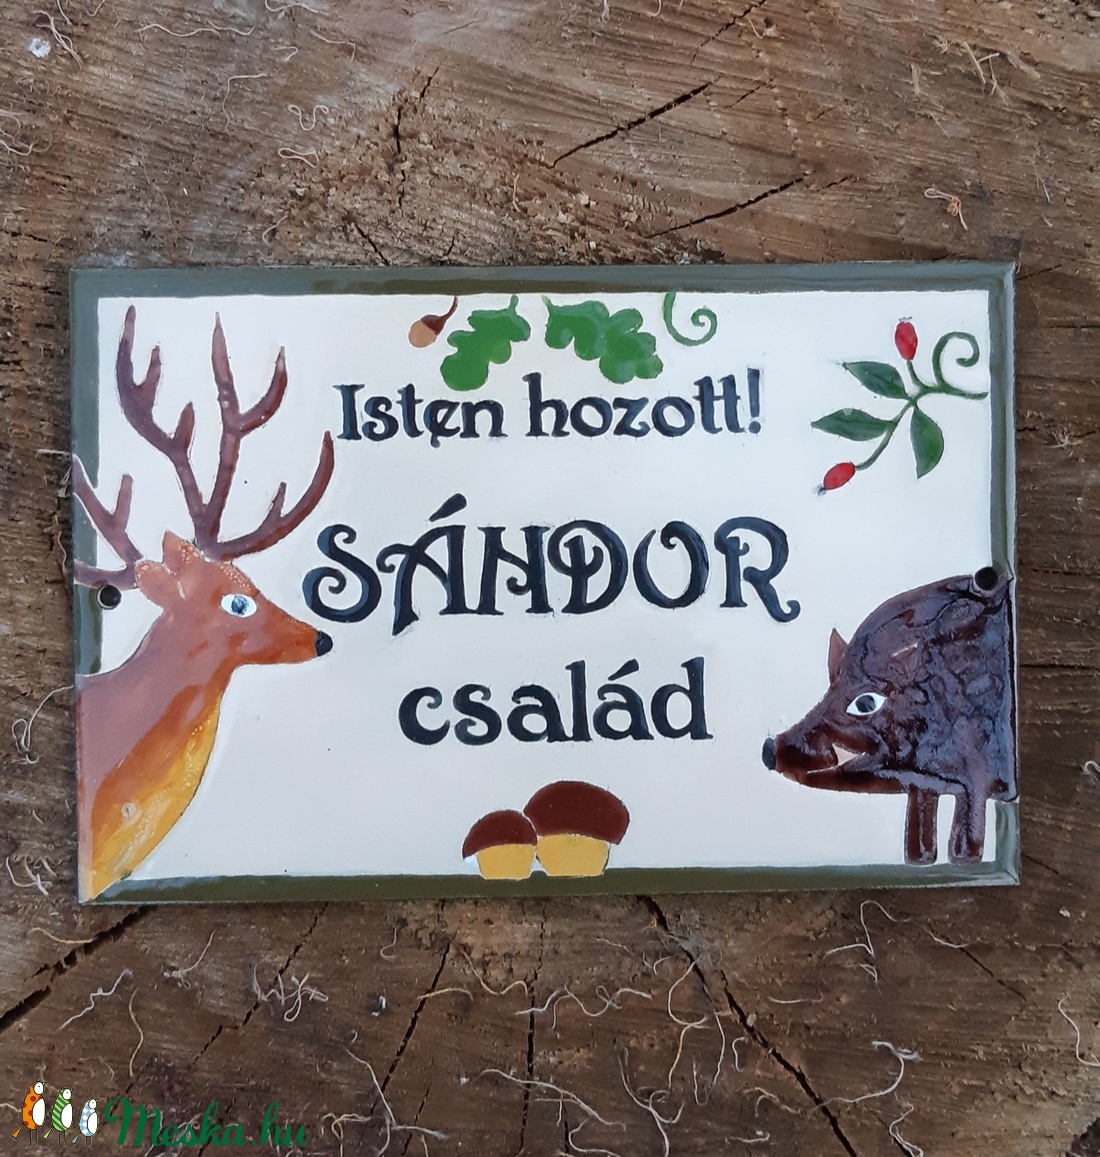 Isten hozott!
SÁNDOR
család
Meska.hu